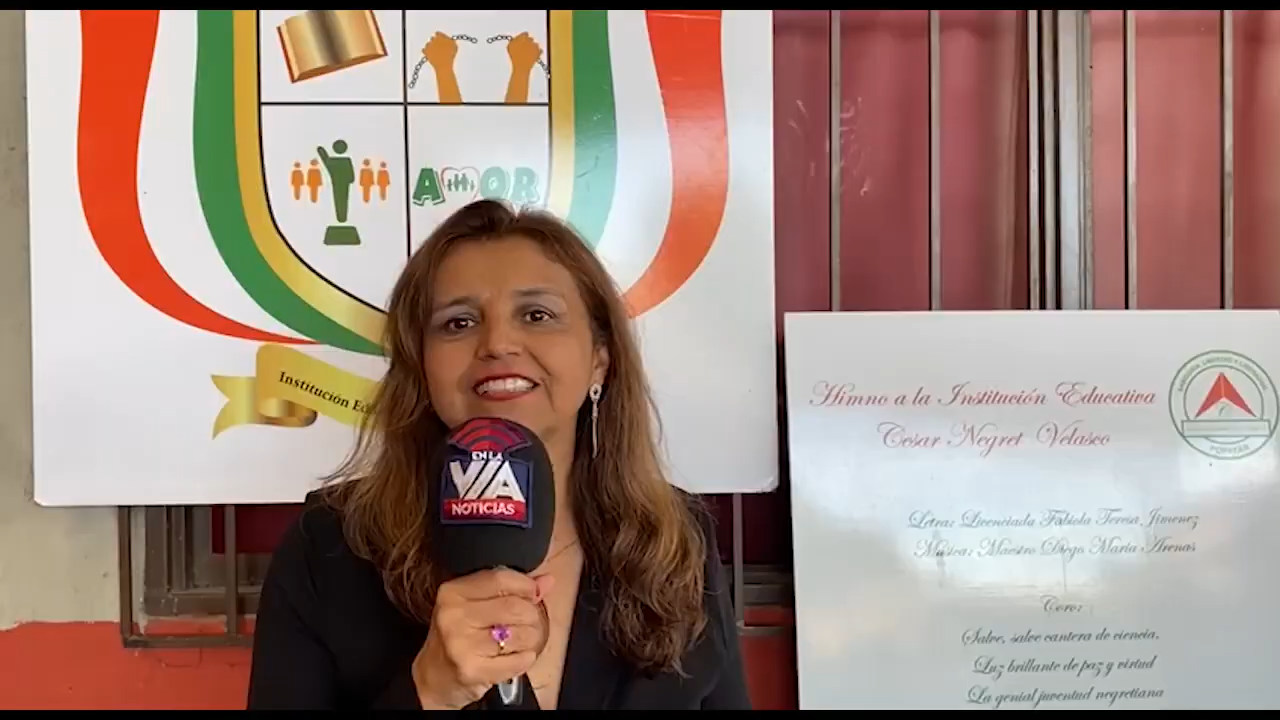 AMOR
Institución Ed
EN LA
VIA
NOTICIAS
Himno a la Institución Educativa
Cesar Negret Velasco
Letra: Licenciada Fabiola Teresa Jimenez
Musica: Maestro Diego Maria Arenas
Coro:
Salve, salve cantera de ciencia,
Luz brillante de paz y virtud
La genial juventud negretiana
POPAYAN